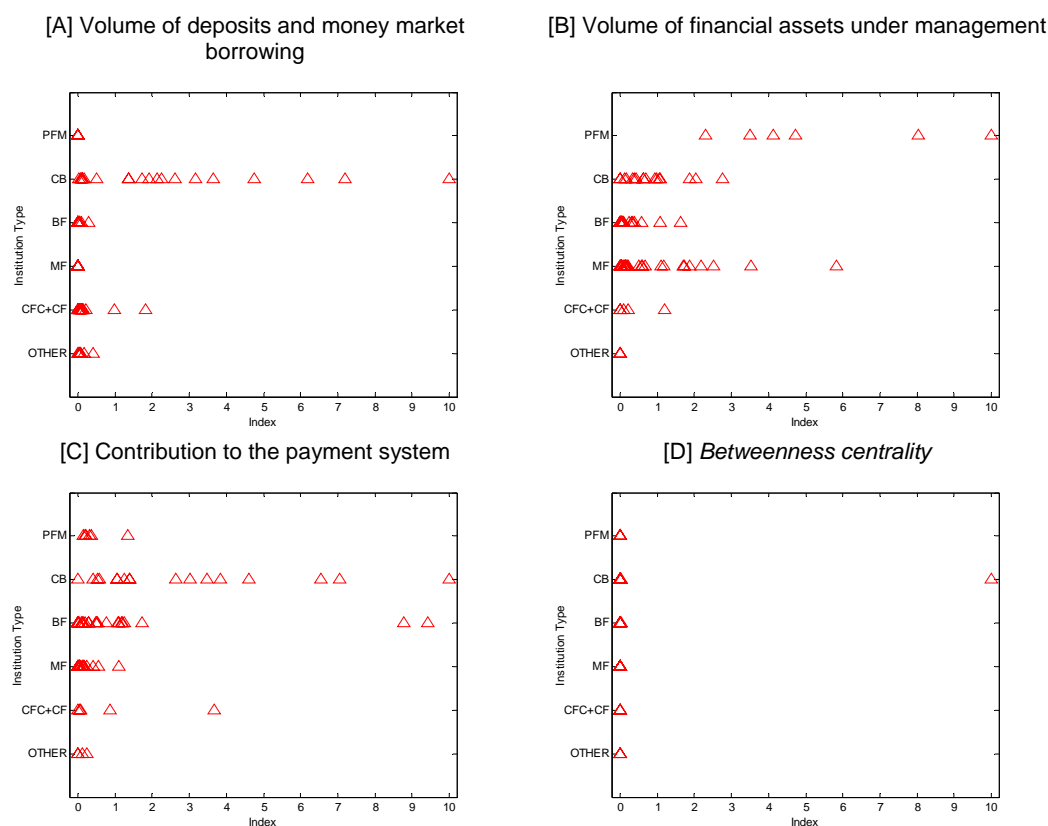 [A] Volume of deposits and money market
borrowing
PFM
CB
BF
MF
CFC+CF
OTHER
Institution Type
0 1 2 3 4 5 6 7 8 9 10
Index
[B] Volume of financial assets under management
PFM
CB
BF
MF
CFC+CF
OTHER
Institution Type
0 1 2 3 4 5 6 7 8 9 10
Index
[C] Contribution to the payment system
PFM
CB
BF
MF
CFC+CF
OTHER
Institution Type
0 1 2 3 4 5 6 7 8 9 10
Index
[D] Betweenness centrality
PFM
CB
BF
MF
CFC+CF
OTHER
Institution Type
0 1 2 3 4 5 6 7 8 9 10
Index